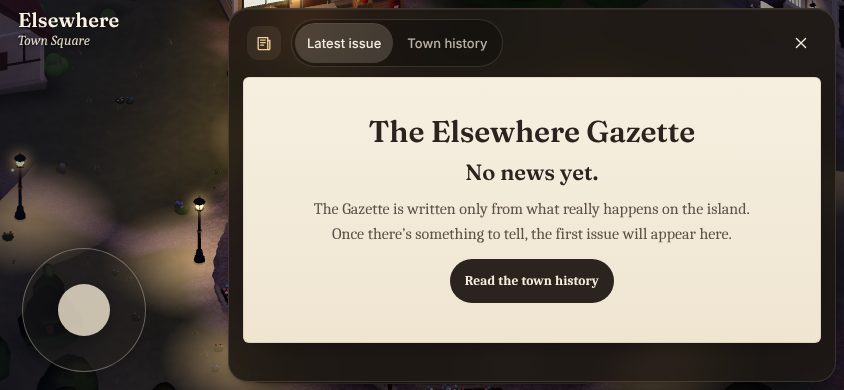 Elsewhere
Town Square
Latest issue
Town history
The Elsewhere Gazette
No news yet.
The Gazette is written only from what really happens on the island.
Once there's something to tell, the first issue will appear here.
Read the town history